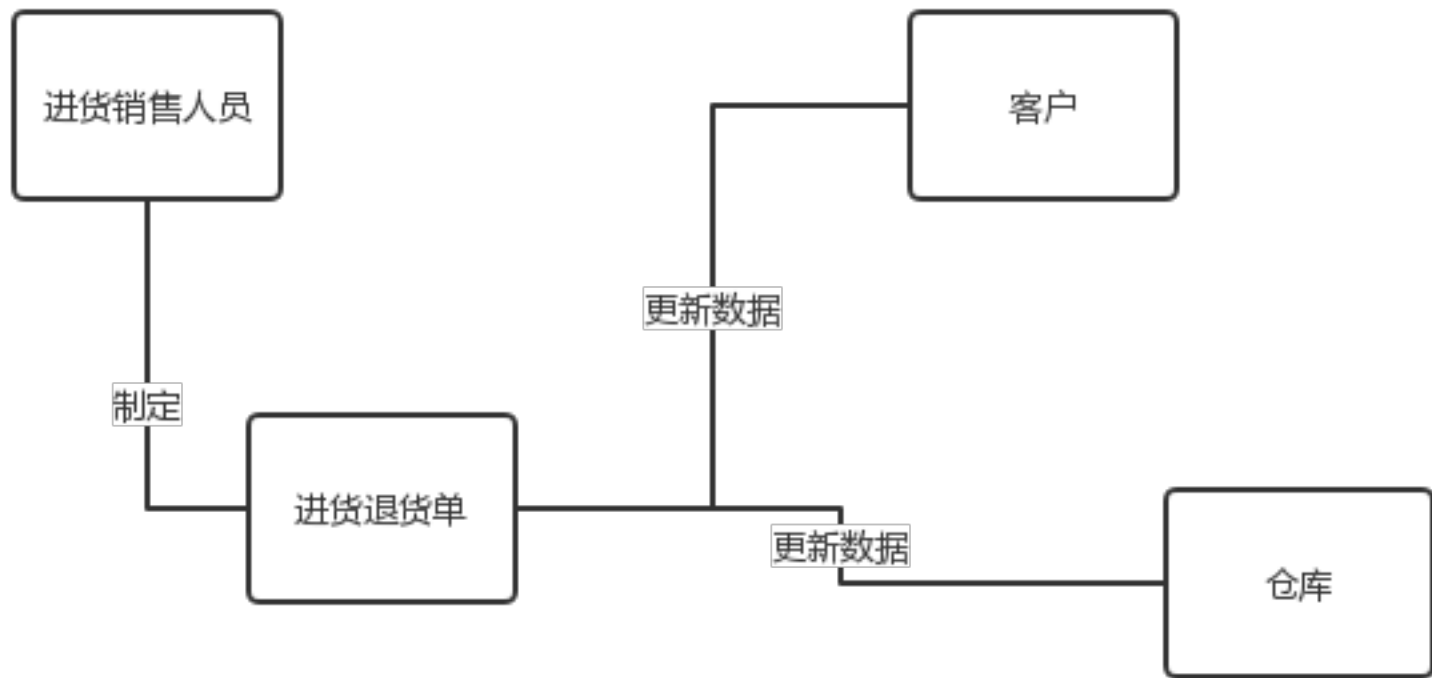 进货销售人员
客户
更新数据
制定
进货退货单
更新数据
仓库